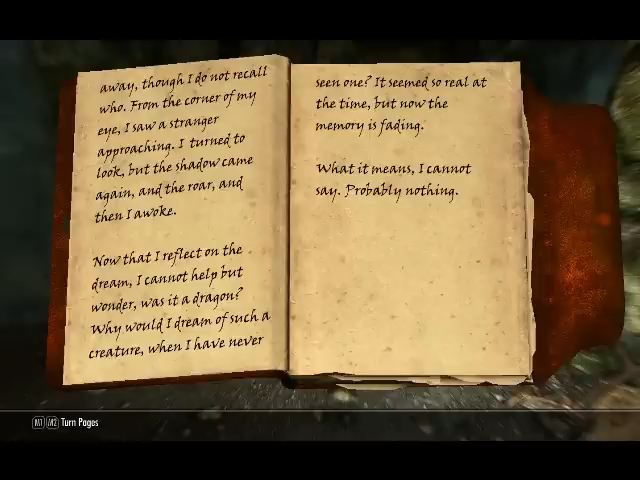 away, though I do not recall
who. From the corner of my
eye, I saw a stranger
approaching. I turned to
look, but the shadow came
again, and the roar, and
then I awoke.
Now that I reflect on the
dream, I cannot help but
wonder, was it a dragon?
Why would I dream of such a
creature, when I have never
seen one? It seemed so real at
the time, but now the
memory is fading.
What it means, I cannot
say. Probably nothing.
M1 M2 Turn Pages